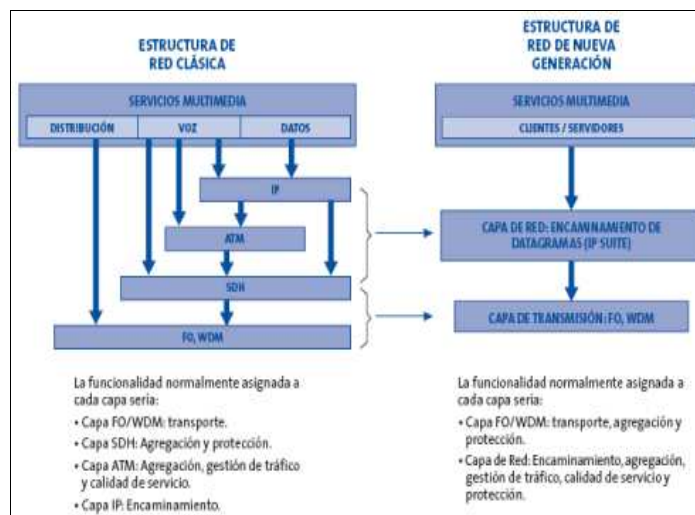 ESTRUCTURA DE
RED CLÁSICA
SERVICIOS MULTIMEDIA
DISTRIBUCIÓN
VOZ
DATOS
IP
ATM
SDH
FO, WDM
La funcionalidad normalmente asignada a
cada capa sería:
• Capa FO/WDM: transporte.
• Capa SDH: Agregación y protección.
• Capa ATM: Agregación, gestión de tráfico
y calidad de servicio.
• Capa IP: Encaminamiento.
ESTRUCTURA DE
RED DE NUEVA
GENERACIÓN
SERVICIOS MULTIMEDIA
CLIENTES / SERVIDORES
CAPA DE RED: ENCAMINAMIENTO DE
DATAGRAMAS (IP SUITE)
CAPA DE TRANSMISIÓN: FO, WDM
La funcionalidad normalmente asignada a
cada capa sería:
• Capa FO/WDM: transporte, agregación y
protección.
• Capa de Red: Encaminamiento, agregación,
gestión de tráfico, calidad de servicio y
protección.